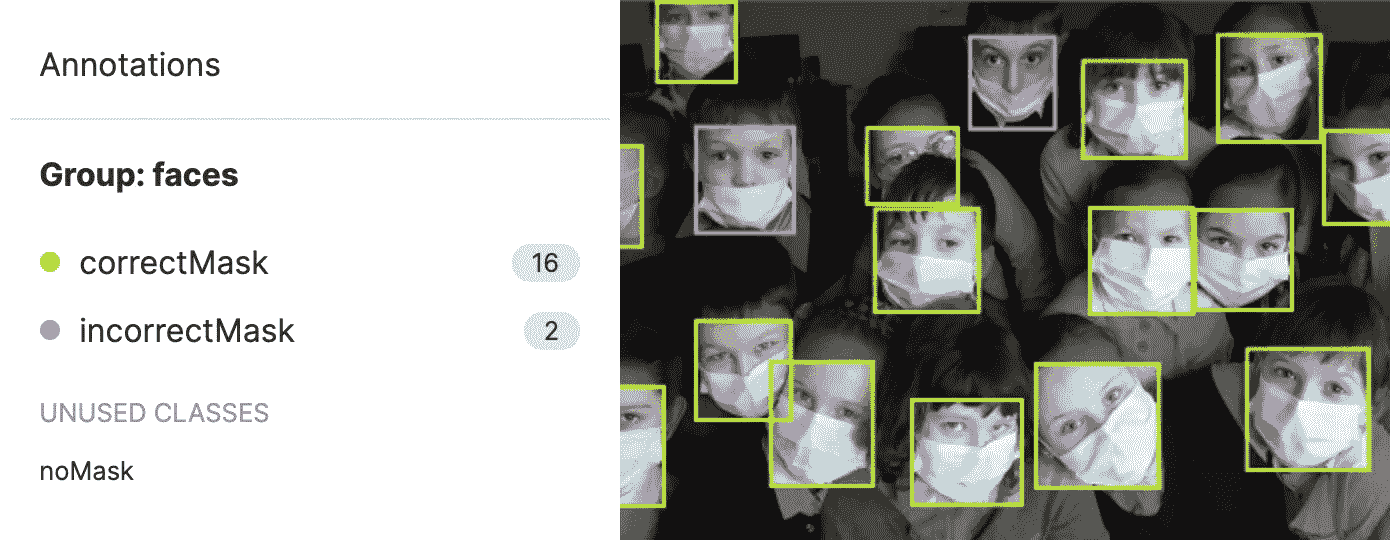 Annotations
Group: faces
correctMask 16
incorrectMask 2
UNUSED CLASSES
noMask